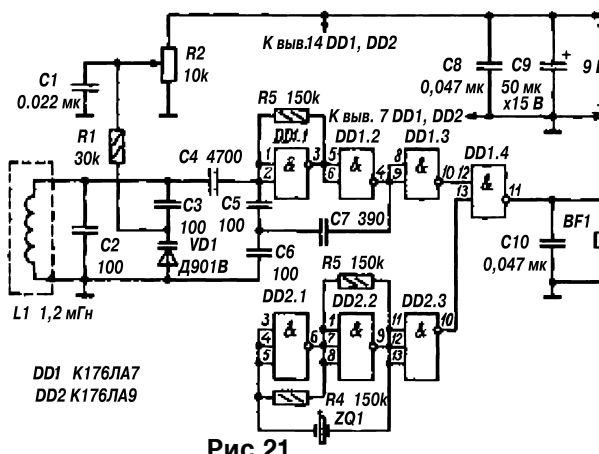 К выв.14 DD1, DD2
R2
10k
C1
0.022 мк
R1
30k
C8
0,047 мк
C9
50 мк
х15 В
+
9 В
R5 150k
К выв. 7 DD1, DD2
DD1.1
DD1.2
DD1.3
DD1.4
C4 4700
1
2
&
3
5
6
&
4
8
9
&
10
12
13
&
11
C3
100
C5
100
C7 390
C2
100
VD1
Д901В
C6
100
C10
0,047 мк
BF1
L1 1,2 мГн
R5 150k
DD2.1
DD2.2
DD2.3
3
4
5
&
6
1
7
8
&
9
11
12
13
&
10
R4 150k
ZQ1
DD1 К176ЛА7
DD2 К176ЛА9
Рис.21